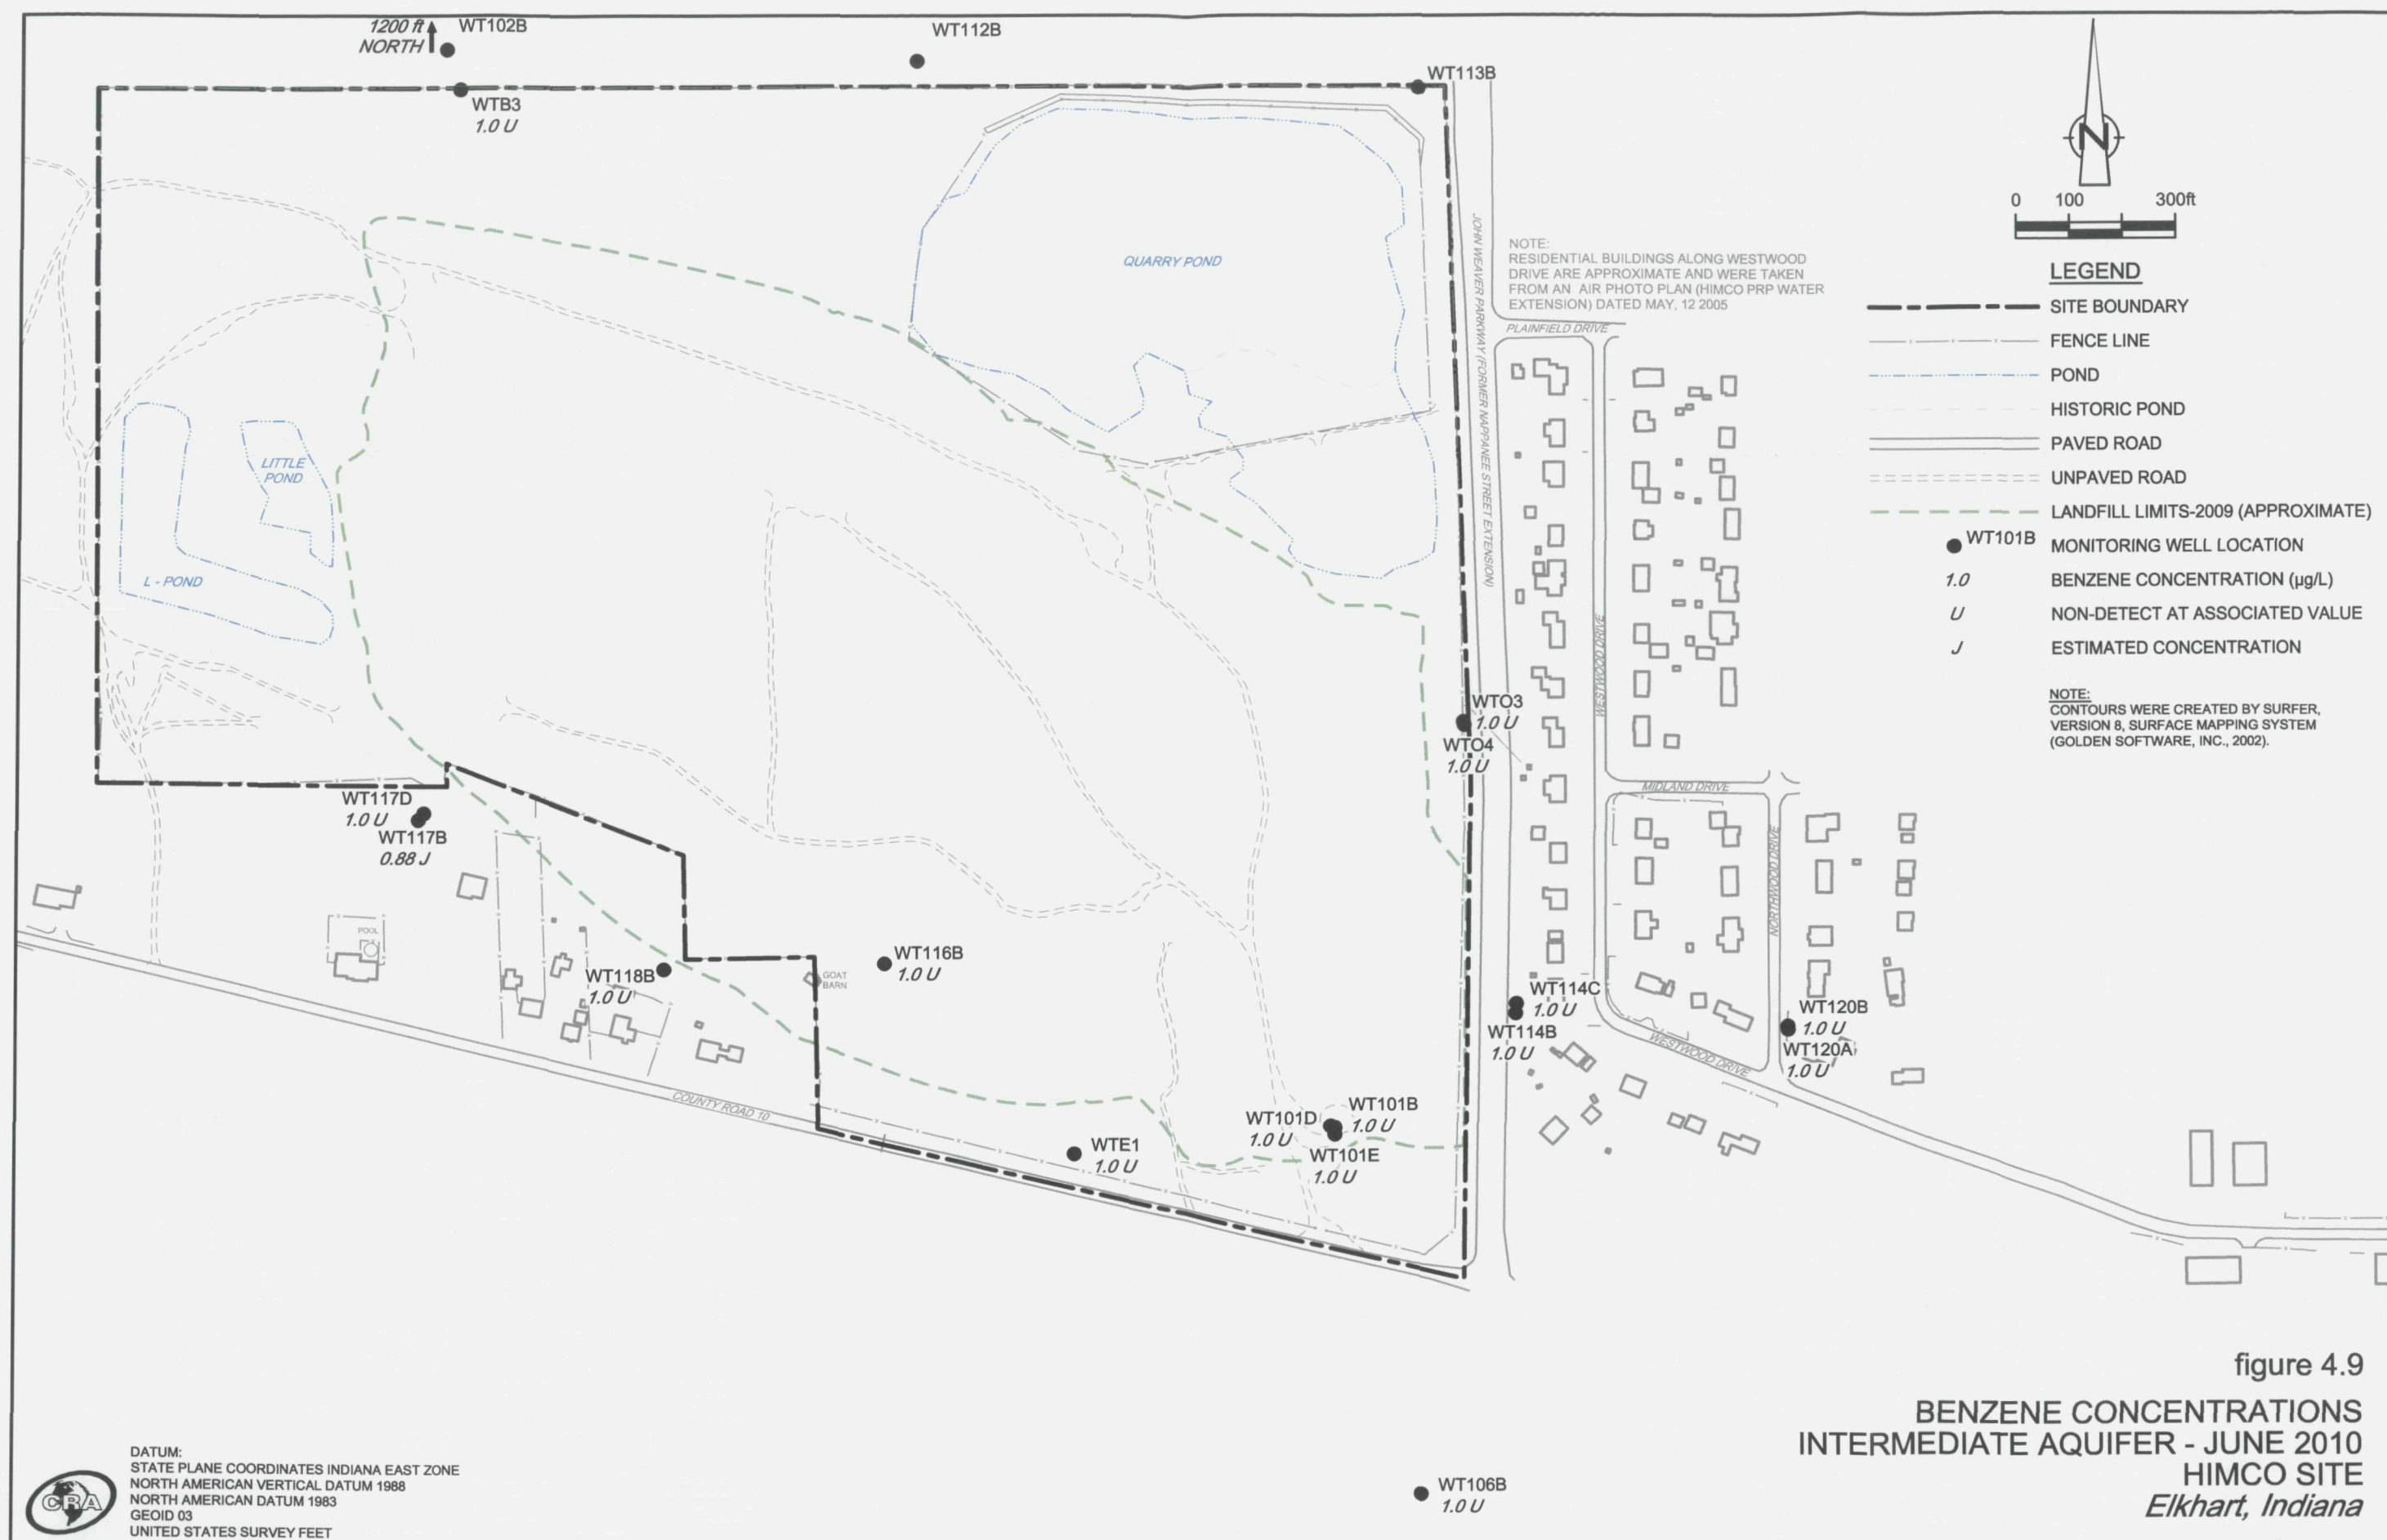 1200 ft
NORTH
WT102B
WT112B
WT113B
WTB3
1.0 U
0 100 300ft
QUARRY POND
JOHN WEAVER PARKWAY (FORMER NAPPANEE STREET EXTENSION)
NOTE:
RESIDENTIAL BUILDINGS ALONG WESTWOOD
DRIVE ARE APPROXIMATE AND WERE TAKEN
FROM AN AIR PHOTO PLAN (HIMCO PRP WATER
EXTENSION) DATED MAY, 12 2005
PLAINFIELD DRIVE
N
LEGEND
SITE BOUNDARY
FENCE LINE
POND
HISTORIC POND
PAVED ROAD
UNPAVED ROAD
LANDFILL LIMITS-2009 (APPROXIMATE)
WT101B MONITORING WELL LOCATION
1.0 BENZENE CONCENTRATION (µg/L)
U NON-DETECT AT ASSOCIATED VALUE
J ESTIMATED CONCENTRATION
NOTE:
CONTOURS WERE CREATED BY SURFER,
VERSION 8, SURFACE MAPPING SYSTEM
(GOLDEN SOFTWARE, INC., 2002).
LITTLE
POND
L - POND
WESTWOOD DRIVE
WTO3
1.0 U
WTO4
1.0 U
MIDLAND DRIVE
NORTHWOOD DRIVE
WT117D
1.0 U
WT117B
0.88 J
POOL
WT118B
1.0 U
WT116B
1.0 U
GOAT
BARN
WT114C
1.0 U
WT114B
1.0 U
WT120B
1.0 U
WT120A
1.0 U
WESTWOOD DRIVE
COUNTY ROAD 10
WT101D
1.0 U
WT101B
1.0 U
WT101E
1.0 U
WTE1
1.0 U
WT106B
1.0 U
figure 4.9
BENZENE CONCENTRATIONS
INTERMEDIATE AQUIFER - JUNE 2010
HIMCO SITE
Elkhart, Indiana
CRA
DATUM:
STATE PLANE COORDINATES INDIANA EAST ZONE
NORTH AMERICAN VERTICAL DATUM 1988
NORTH AMERICAN DATUM 1983
GEOID 03
UNITED STATES SURVEY FEET